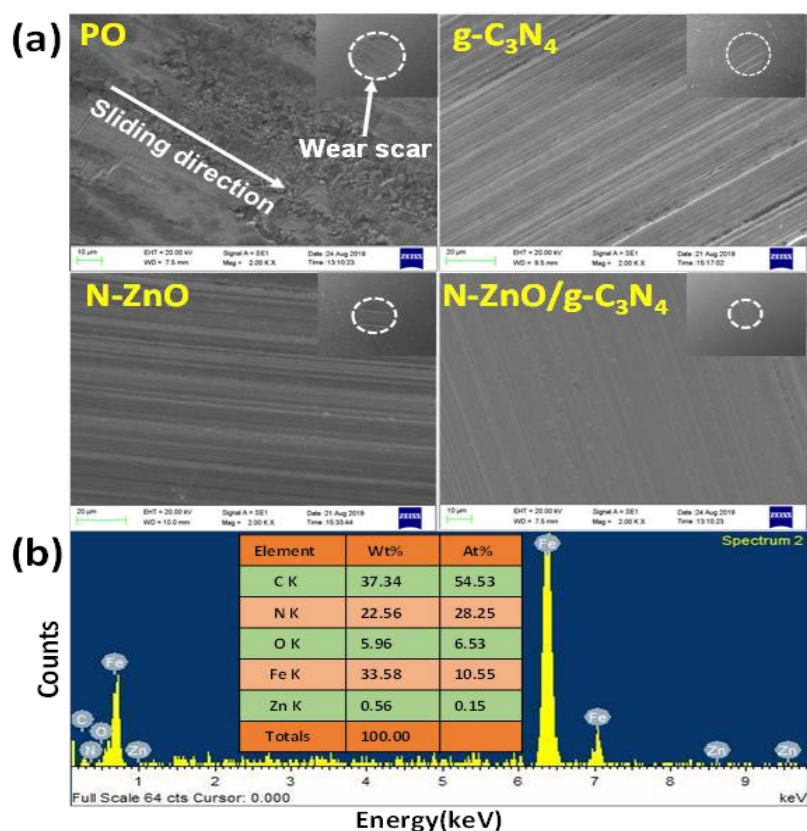 (a)
PO
Sliding direction
Wear scar
10 µm
EHT = 20.00 kV
WD = 7.5 mm
Signal A = SE1
Mag = 2.00 K X
Date :24 Aug 2019
Time :13:10:23
ZEISS
g-C₃N₄
20 µm
EHT = 20.00 kV
WD = 9.5 mm
Signal A = SE1
Mag = 2.00 K X
Date :21 Aug 2019
Time :15:17:02
ZEISS
N-ZnO
20 µm
EHT = 20.00 kV
WD = 10.0 mm
Signal A = SE1
Mag = 2.00 K X
Date :21 Aug 2019
Time :15:33:44
ZEISS
N-ZnO/g-C₃N₄
10 µm
EHT = 20.00 kV
WD = 7.5 mm
Signal A = SE1
Mag = 2.00 K X
Date :24 Aug 2019
Time :13:10:23
ZEISS
(b)
Spectrum 2
Element Wt% At%
C K 37.34 54.53
N K 22.56 28.25
O K 5.96 6.53
Fe K 33.58 10.55
Zn K 0.56 0.15
Totals 100.00
Counts
C
N
O
Fe
Zn
Fe
Fe
Zn
Zn
1 2 3 4 5 6 7 8 9
Full Scale 64 cts Cursor: 0.000
keV
Energy(keV)